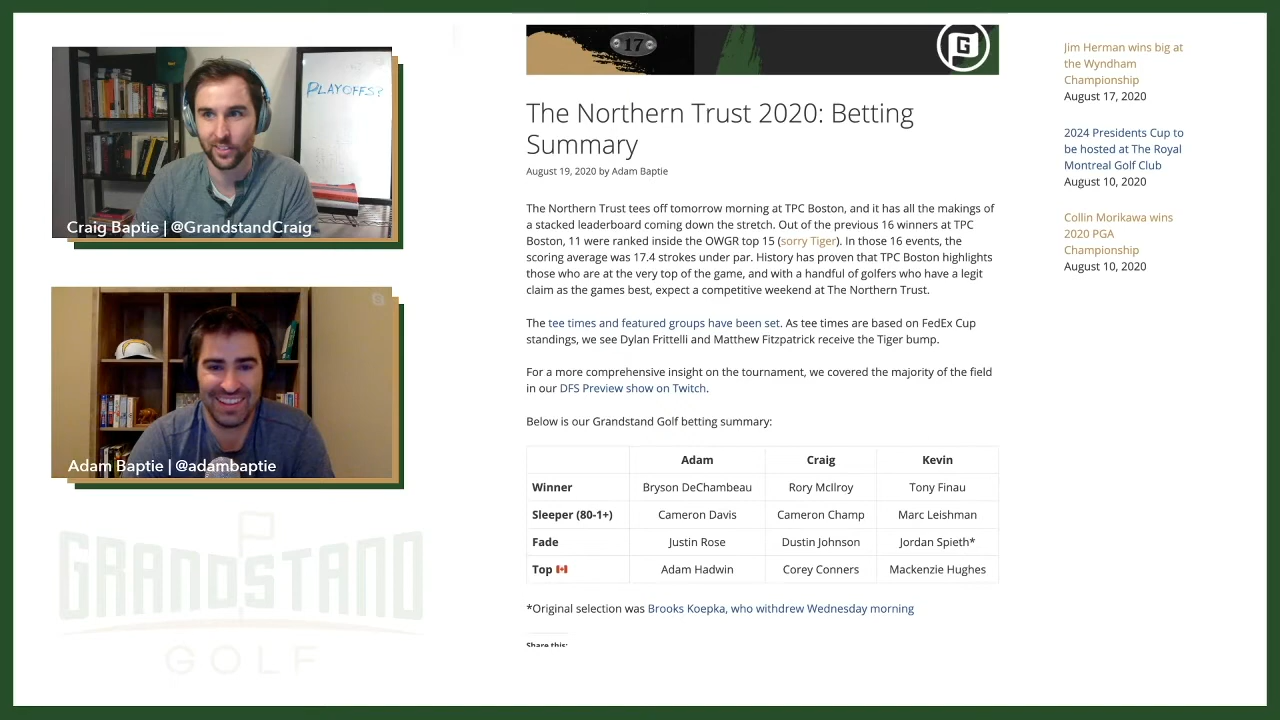 PLAYOFFS?
Craig Baptie | @GrandstandCraig
Adam Baptie | @adambaptie
GRANDSTAND
GOLF
17
G
The Northern Trust 2020: Betting
Summary
August 19, 2020 by Adam Baptie
The Northern Trust tees off tomorrow morning at TPC Boston, and it has all the makings of
a stacked leaderboard coming down the stretch. Out of the previous 16 winners at TPC
Boston, 11 were ranked inside the OWGR top 15 (sorry Tiger). In those 16 events, the
scoring average was 17.4 strokes under par. History has proven that TPC Boston highlights
those who are at the very top of the game, and with a handful of golfers who have a legit
claim as the games best, expect a competitive weekend at The Northern Trust.
The tee times and featured groups have been set. As tee times are based on FedEx Cup
standings, we see Dylan Frittelli and Matthew Fitzpatrick receive the Tiger bump.
For a more comprehensive insight on the tournament, we covered the majority of the field
in our DFS Preview show on Twitch.
Below is our Grandstand Golf betting summary:
Adam Craig Kevin
Winner Bryson DeChambeau Rory McIlroy Tony Finau
Sleeper (80-1+) Cameron Davis Cameron Champ Marc Leishman
Fade Justin Rose Dustin Johnson Jordan Spieth*
Top Adam Hadwin Corey Conners Mackenzie Hughes
*Original selection was Brooks Koepka, who withdrew Wednesday morning
Share this:
Jim Herman wins big at
the Wyndham
Championship
August 17, 2020
2024 Presidents Cup to
be hosted at The Royal
Montreal Golf Club
August 10, 2020
Collin Morikawa wins
2020 PGA
Championship
August 10, 2020